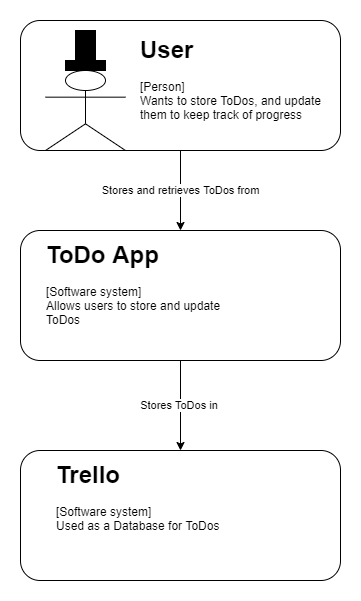 User
[Person]
Wants to store ToDos, and update
them to keep track of progress
Stores and retrieves ToDos from
ToDo App
[Software system]
Allows users to store and update
ToDos
Stores ToDos in
Trello
[Software system]
Used as a Database for ToDos